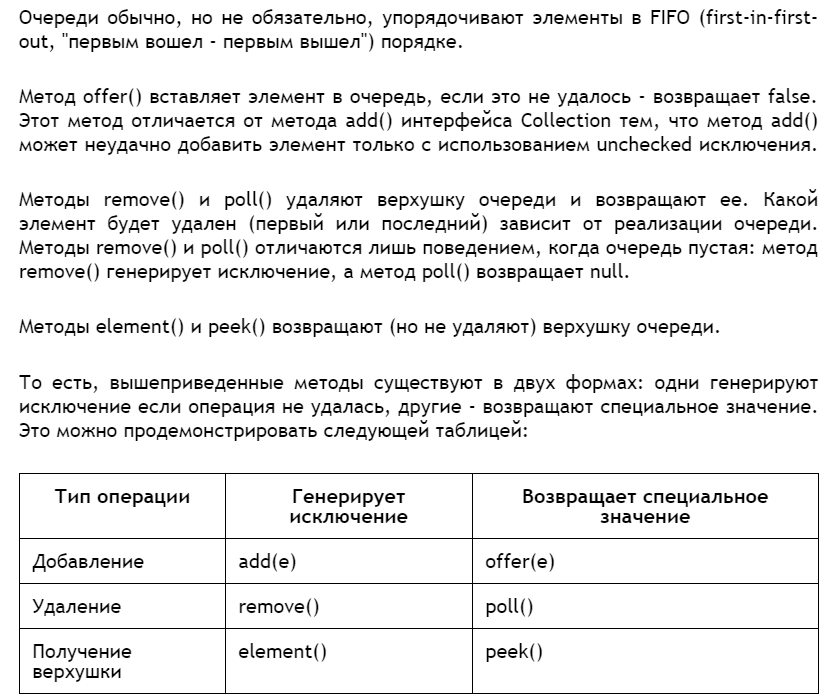 Очереди обычно, но не обязательно, упорядочивают элементы в FIFO (first-in-first-
out, "первым вошел - первым вышел") порядке.
Метод offer() вставляет элемент в очередь, если это не удалось - возвращает false.
Этот метод отличается от метода add() интерфейса Collection тем, что метод add()
может неудачно добавить элемент только с использованием unchecked исключения.
Методы remove() и poll() удаляют верхушку очереди и возвращают ее. Какой
элемент будет удален (первый или последний) зависит от реализации очереди.
Методы remove() и poll() отличаются лишь поведением, когда очередь пустая: метод
remove() генерирует исключение, а метод poll() возвращает null.
Методы element() и peek() возвращают (но не удаляют) верхушку очереди.
То есть, вышеприведенные методы существуют в двух формах: одни генерируют
исключение если операция не удалась, другие - возвращают специальное значение.
Это можно продемонстрировать следующей таблицей:
Тип операции
Генерирует
исключение
Возвращает специальное
значение
Добавление
add(e)
offer(e)
Удаление
remove()
poll()
Получение
верхушки
element()
peek()